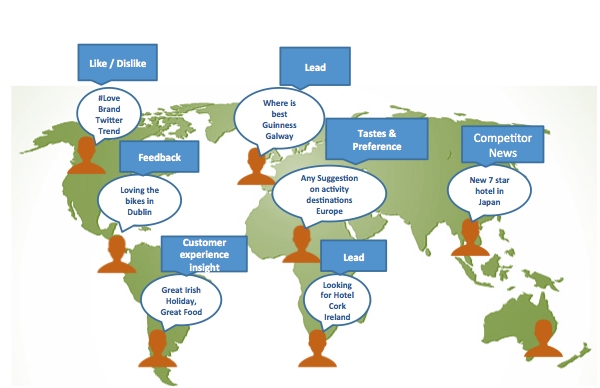 Like / Dislike
#Love
Brand
Twitter
Trend
Lead
Where is
best
Guinness
Galway
Feedback
Loving the
bikes in
Dublin
Tastes &
Preference
Any Suggestion
on activity
destinations
Europe
Competitor
News
New 7 star
hotel in
Japan
Customer
experience
insight
Great Irish
Holiday,
Great Food
Lead
Looking
for Hotel
Cork
Ireland